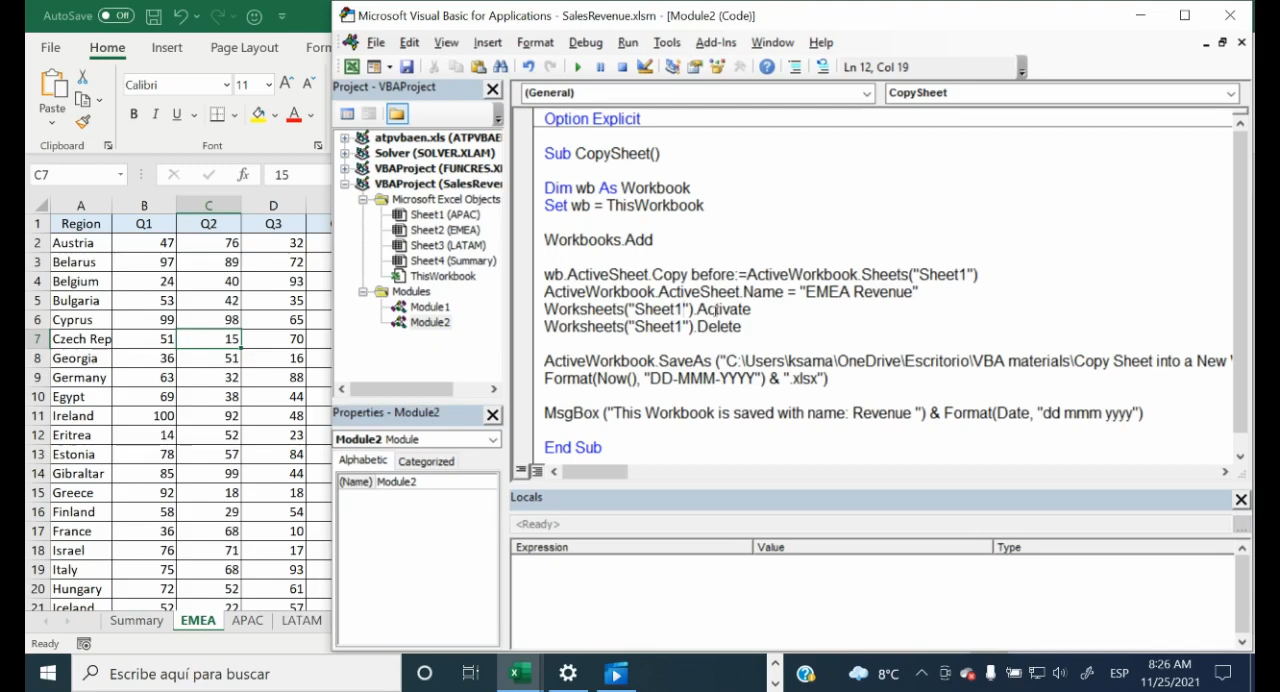 AutoSave Off
File Home Insert Page Layout Form
Paste
Calibri 11
B I U A
Clipboard Font
C7 fx 15
A B C D
1 Region Q1 Q2 Q3
2 Austria 47 76 32
3 Belarus 97 89 72
4 Belgium 24 40 93
5 Bulgaria 53 42 35
6 Cyprus 99 98 65
7 Czech Rep 51 15 70
8 Georgia 36 51 16
9 Germany 63 32 88
10 Egypt 69 38 44
11 Ireland 100 92 48
12 Eritrea 14 52 23
13 Estonia 78 57 84
14 Gibraltar 85 99 44
15 Greece 92 18 18
16 Finland 58 29 54
17 France 36 68 10
18 Israel 76 71 17
19 Italy 75 68 93
20 Hungary 72 52 61
21 Iceland 52 22 57
Summary EMEA APAC LATAM
Ready
Microsoft Visual Basic for Applications - SalesRevenue.xlsm - [Module2 (Code)]
File Edit View Insert Format Debug Run Tools Add-Ins Window Help
Ln 12, Col 19
Project - VBAProject
atpvbaen.xls (ATPVBAE
Solver (SOLVER.XLAM)
VBAProject (FUNCRES.X
VBAProject (SalesReve
Microsoft Excel Objects
Sheet1 (APAC)
Sheet2 (EMEA)
Sheet3 (LATAM)
Sheet4 (Summary)
ThisWorkbook
Modules
Module1
Module2
Properties - Module2
Module2 Module
Alphabetic Categorized
(Name) Module2
(General) CopySheet
Option Explicit
Sub CopySheet()
Dim wb As Workbook
Set wb = ThisWorkbook
Workbooks.Add
wb.ActiveSheet.Copy before:=ActiveWorkbook.Sheets("Sheet1")
ActiveWorkbook.ActiveSheet.Name = "EMEA Revenue"
Worksheets("Sheet1").Activate
Worksheets("Sheet1").Delete
ActiveWorkbook.SaveAs ("C:\Users\ksama\OneDrive\Escritorio\VBA materials\Copy Sheet into a New
Format(Now(), "DD-MMM-YYYY") & ".xlsx")
MsgBox ("This Workbook is saved with name: Revenue ") & Format(Date, "dd mmm yyyy")
End Sub
Locals
<Ready>
Expression Value Type
Escribe aquí para buscar
8°C ESP
8:26 AM
11/25/2021